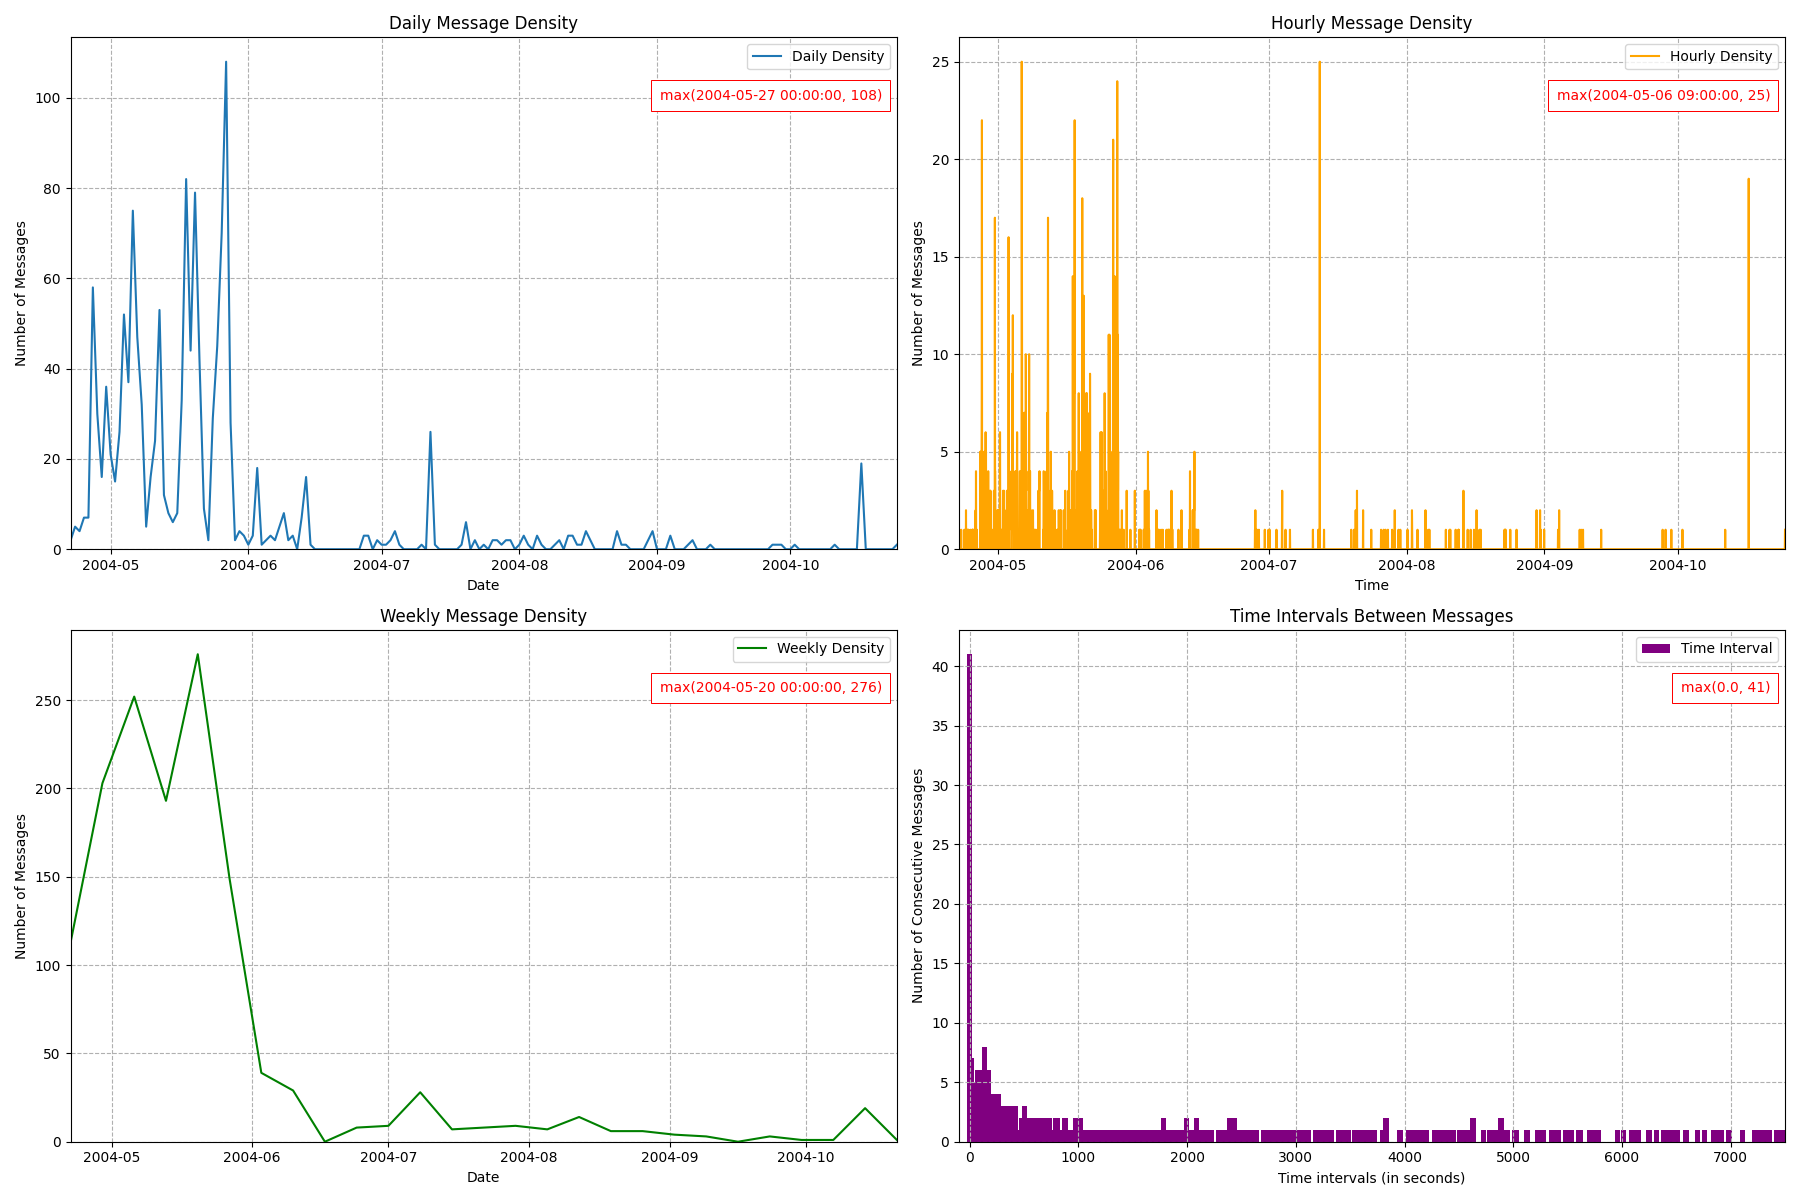 Daily Message Density
Daily Density
max(2004-05-27 00:00:00, 108)
Number of Messages
100
80
60
40
20
0
2004-05 2004-06 2004-07 2004-08 2004-09 2004-10
Date
Hourly Message Density
Hourly Density
max(2004-05-06 09:00:00, 25)
Number of Messages
25
20
15
10
5
0
2004-05 2004-06 2004-07 2004-08 2004-09 2004-10
Time
Weekly Message Density
Weekly Density
max(2004-05-20 00:00:00, 276)
Number of Messages
250
200
150
100
50
0
2004-05 2004-06 2004-07 2004-08 2004-09 2004-10
Date
Time Intervals Between Messages
Time Interval
max(0.0, 41)
Number of Consecutive Messages
40
35
30
25
20
15
10
5
0
0 1000 2000 3000 4000 5000 6000 7000
Time intervals (in seconds)